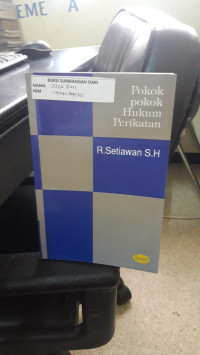 EME A
BUKU SUMBANGAN DARI
NAMA
NIM
Pokok
pokok
Hukum
Perikatan
R.Setiawan S.H